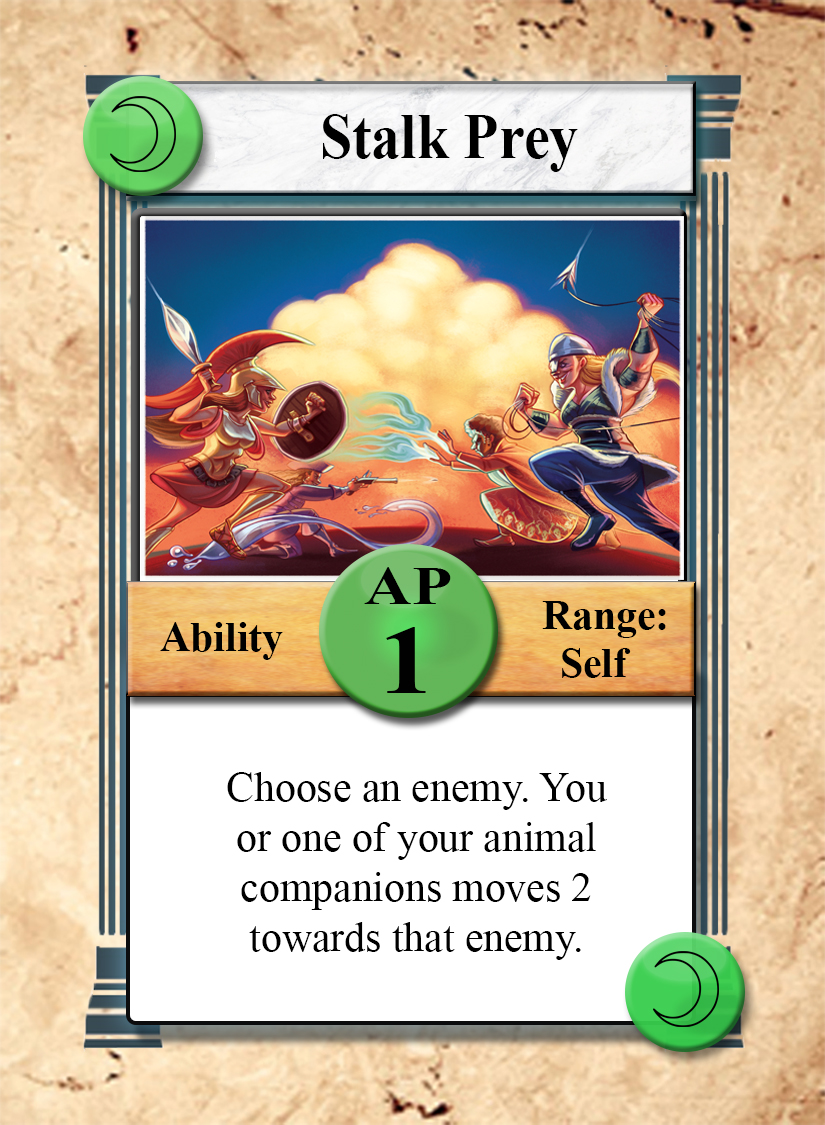 Stalk Prey
Ability
AP
1
Range:
Self
Choose an enemy. You
or one of your animal
companions moves 2
towards that enemy.